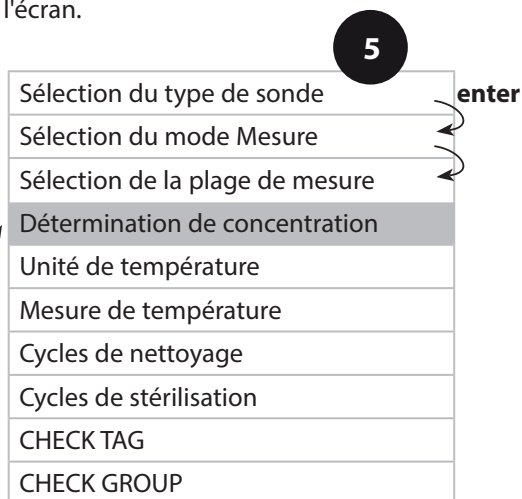 l'écran.
5
Sélection du type de sonde enter
Sélection du mode Mesure
Sélection de la plage de mesure
Détermination de concentration
Unité de température
Mesure de température
Cycles de nettoyage
Cycles de stérilisation
CHECK TAG
CHECK GROUP